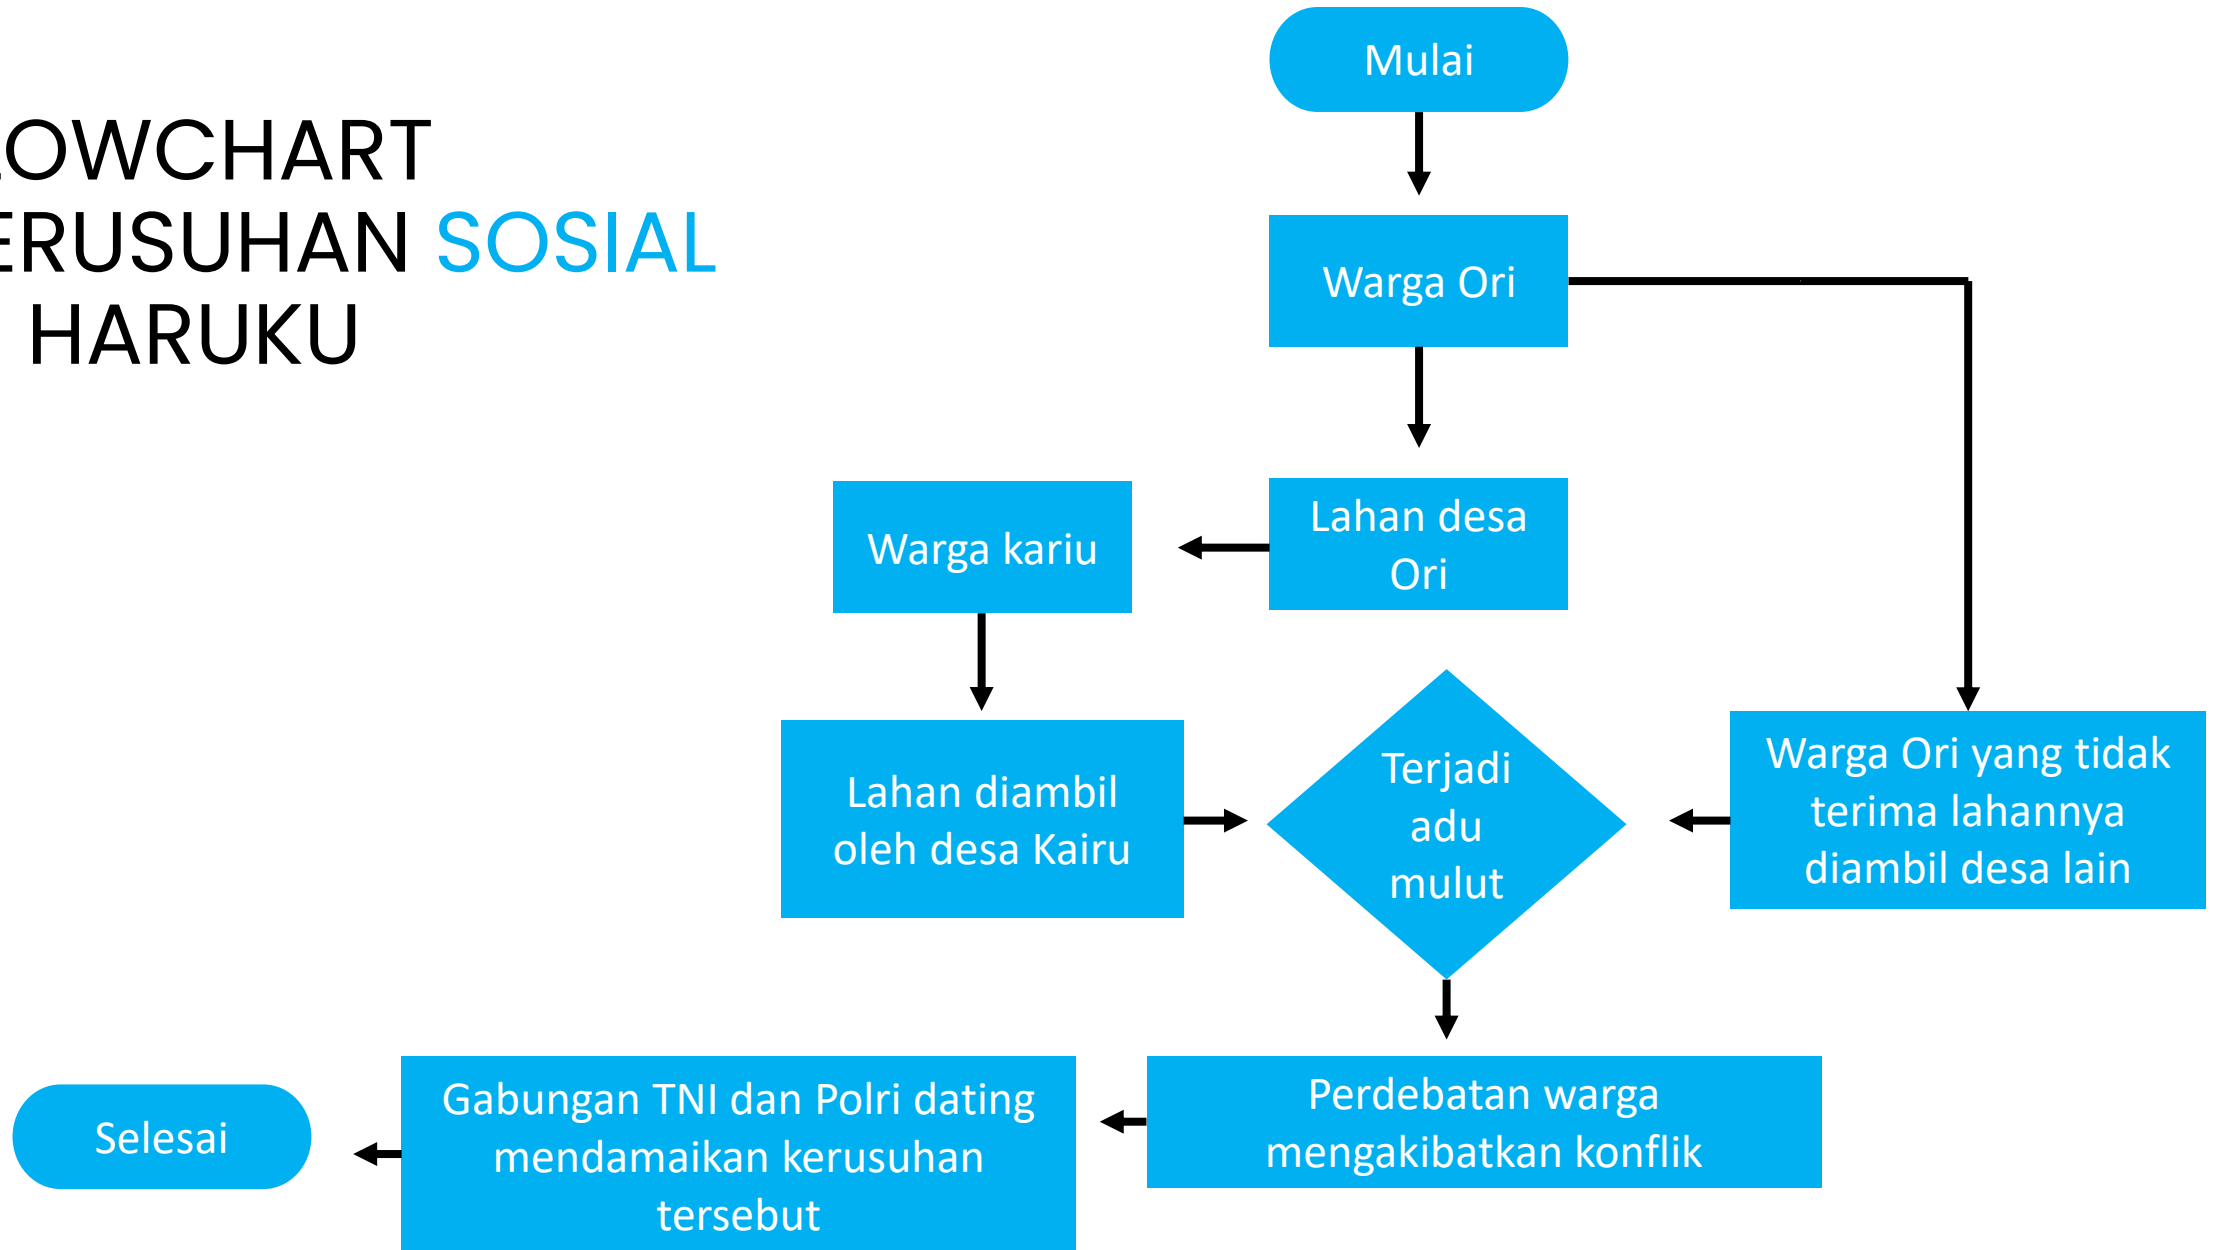 LOWCHART
ERUSUHAN SOSIAL
HARUKU
Mulai
Warga Ori
Lahan desa
Ori
Warga kariu
Lahan diambil
oleh desa Kairu
Terjadi
adu
mulut
Warga Ori yang tidak
terima lahannya
diambil desa lain
Perdebatan warga
mengakibatkan konflik
Gabungan TNI dan Polri dating
mendamaikan kerusuhan
tersebut
Selesai